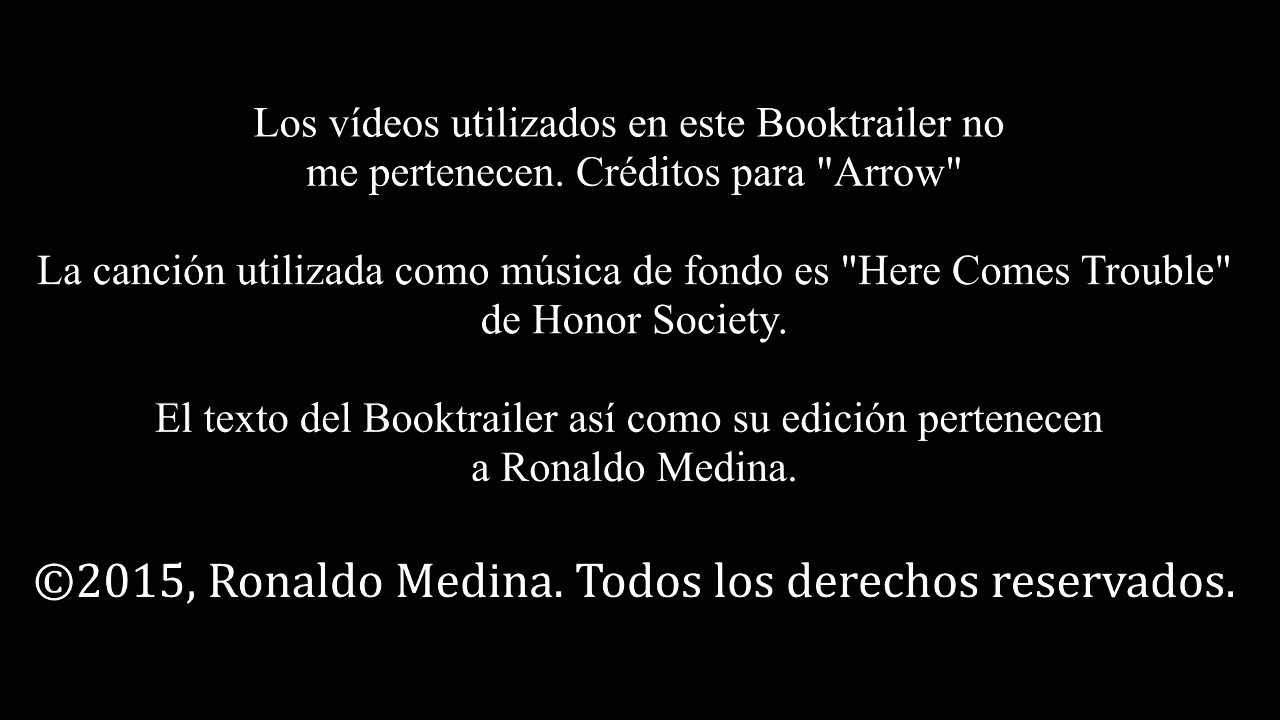 Los vídeos utilizados en este Booktrailer no
me pertenecen. Créditos para "Arrow"
La canción utilizada como música de fondo es "Here Comes Trouble"
de Honor Society.
El texto del Booktrailer así como su edición pertenecen
a Ronaldo Medina.
©2015, Ronaldo Medina. Todos los derechos reservados.